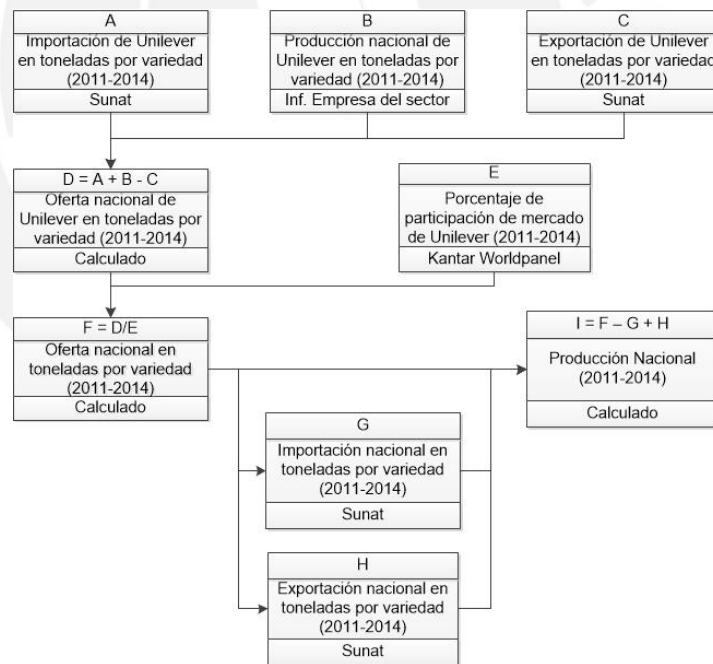 A
Importación de Unilever
en toneladas por variedad
(2011-2014)
Sunat
B
Producción nacional de
Unilever en toneladas por
variedad (2011-2014)
Inf. Empresa del sector
C
Exportación de Unilever
en toneladas por variedad
(2011-2014)
Sunat
D = A + B - C
Oferta nacional de
Unilever en toneladas por
variedad (2011-2014)
Calculado
E
Porcentaje de
participación de mercado
de Unilever (2011-2014)
Kantar Worldpanel
F = D/E
Oferta nacional en
toneladas por variedad
(2011-2014)
Calculado
I = F – G + H
Producción Nacional
(2011-2014)
Calculado
G
Importación nacional en
toneladas por variedad
(2011-2014)
Sunat
H
Exportación nacional en
toneladas por variedad
(2011-2014)
Sunat